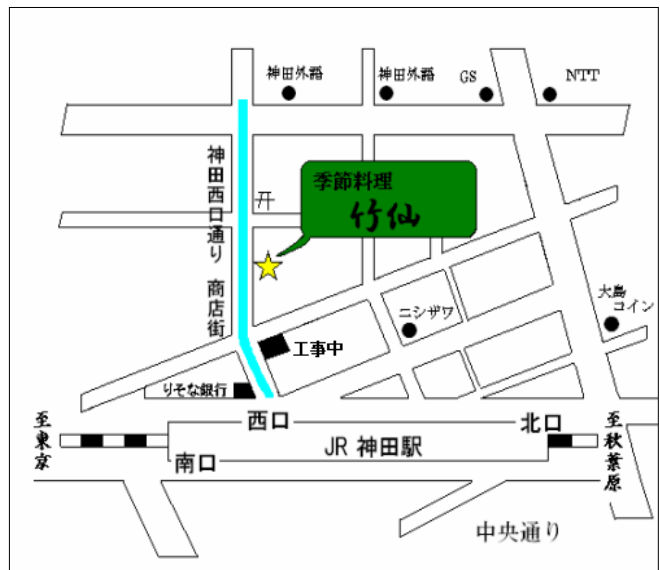 神田外語
神田外語
GS
NTT
神田西口通り 商店街
季節料理
竹仙
大島
コイン
ニシザワ
工事中
りそな銀行
西口
北口
至東京
JR 神田駅
至秋葉原
南口
中央通り